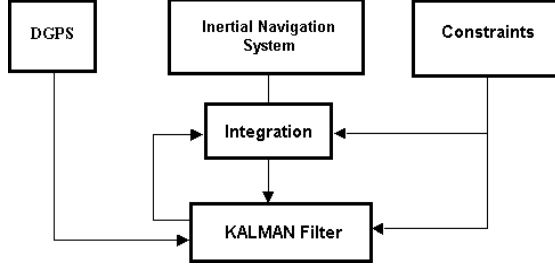 DGPS
Inertial Navigation
System
Constraints
Integration
KALMAN Filter